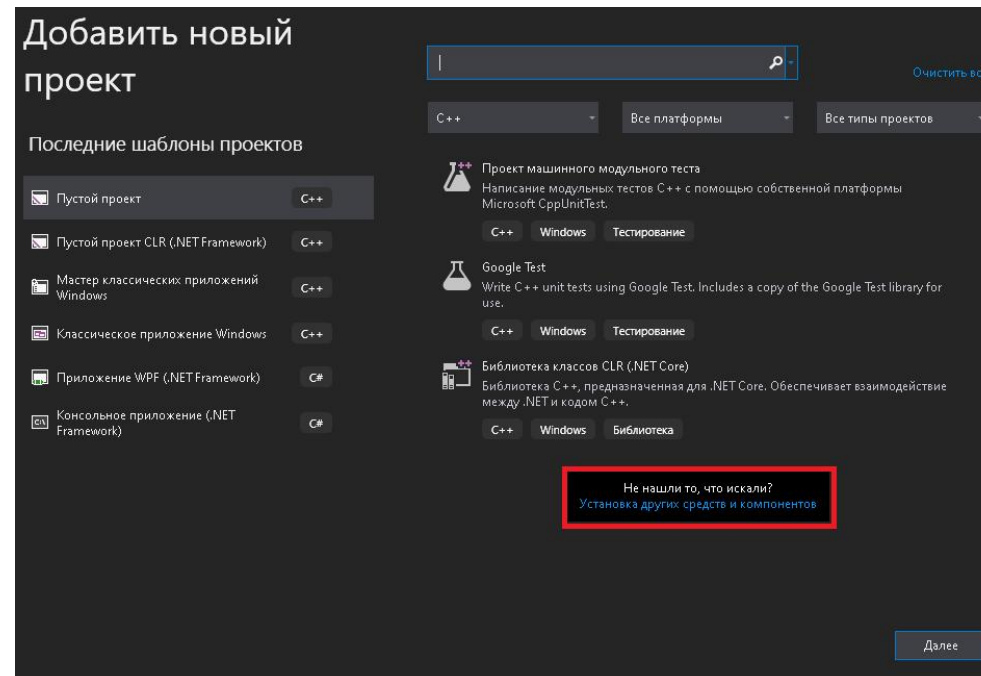 Добавить новый
проект
Последние шаблоны проектов
Пустой проект C++
Пустой проект CLR (.NET Framework) C++
Мастер классических приложений
Windows
C++
Классическое приложение Windows C++
Приложение WPF (.NET Framework) C#
Консольное приложение (.NET
Framework)
C#
Очистить вс
C++ Все платформы Все типы проектов
Проект машинного модульного теста
Написание модульных тестов C++ с помощью собственной платформы
Microsoft CppUnitTest.
C++ Windows Тестирование
Google Test
Write C++ unit tests using Google Test. Includes a copy of the Google Test library for
use.
C++ Windows Тестирование
Библиотека классов CLR (.NET Core)
Библиотека C++, предназначенная для .NET Core. Обеспечивает взаимодействие
между .NET и кодом C++.
C++ Windows Библиотека
Не нашли то, что искали?
Установка других средств и компонентов
Далее